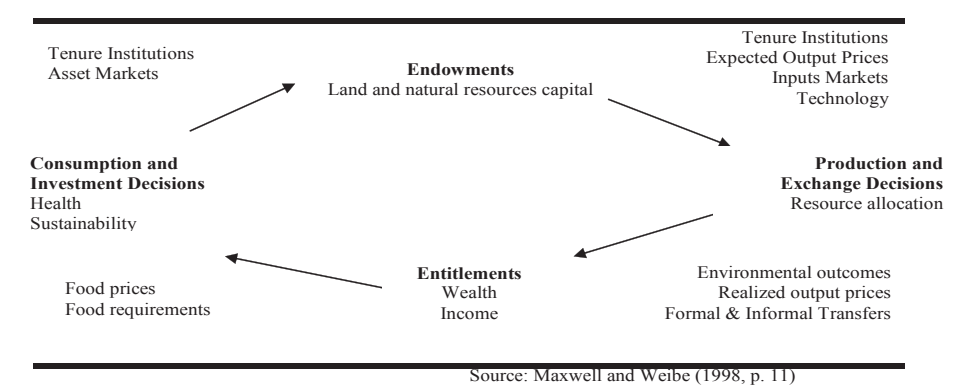 Tenure Institutions
Asset Markets
Endowments
Land and natural resources capital
Tenure Institutions
Expected Output Prices
Inputs Markets
Technology
Consumption and
Investment Decisions
Health
Sustainability
Production and
Exchange Decisions
Resource allocation
Food prices
Food requirements
Entitlements
Wealth
Income
Environmental outcomes
Realized output prices
Formal & Informal Transfers
Source: Maxwell and Weibe (1998, p. 11)